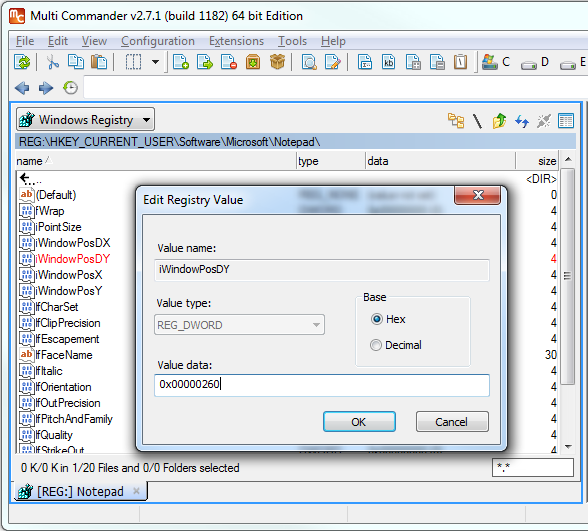 Multi Commander v2.7.1 (build 1182) 64 bit Edition
File Edit View Configuration Extensions Tools Help
C D E
Windows Registry
REG:\HKEY_CURRENT_USER\Software\Microsoft\Notepad\
name type data size
.. <DIR>
(Default) 0
fWrap 4
iPointSize 4
iWindowPosDX 4
iWindowPosDY 4
iWindowPosX 4
iWindowPosY 4
lfCharSet 4
lfClipPrecision 4
lfEscapement 4
lfFaceName 30
lfItalic 4
lfOrientation 4
lfOutPrecision 4
lfPitchAndFamily 4
lfQuality 4
lfStrikeOut 4
Edit Registry Value
Value name:
iWindowPosDY
Value type:
REG_DWORD
Base
Hex
Decimal
Value data:
0x00000260
OK Cancel
0 K/0 K in 1/20 Files and 0/0 Folders selected
*.*
[REG:] Notepad